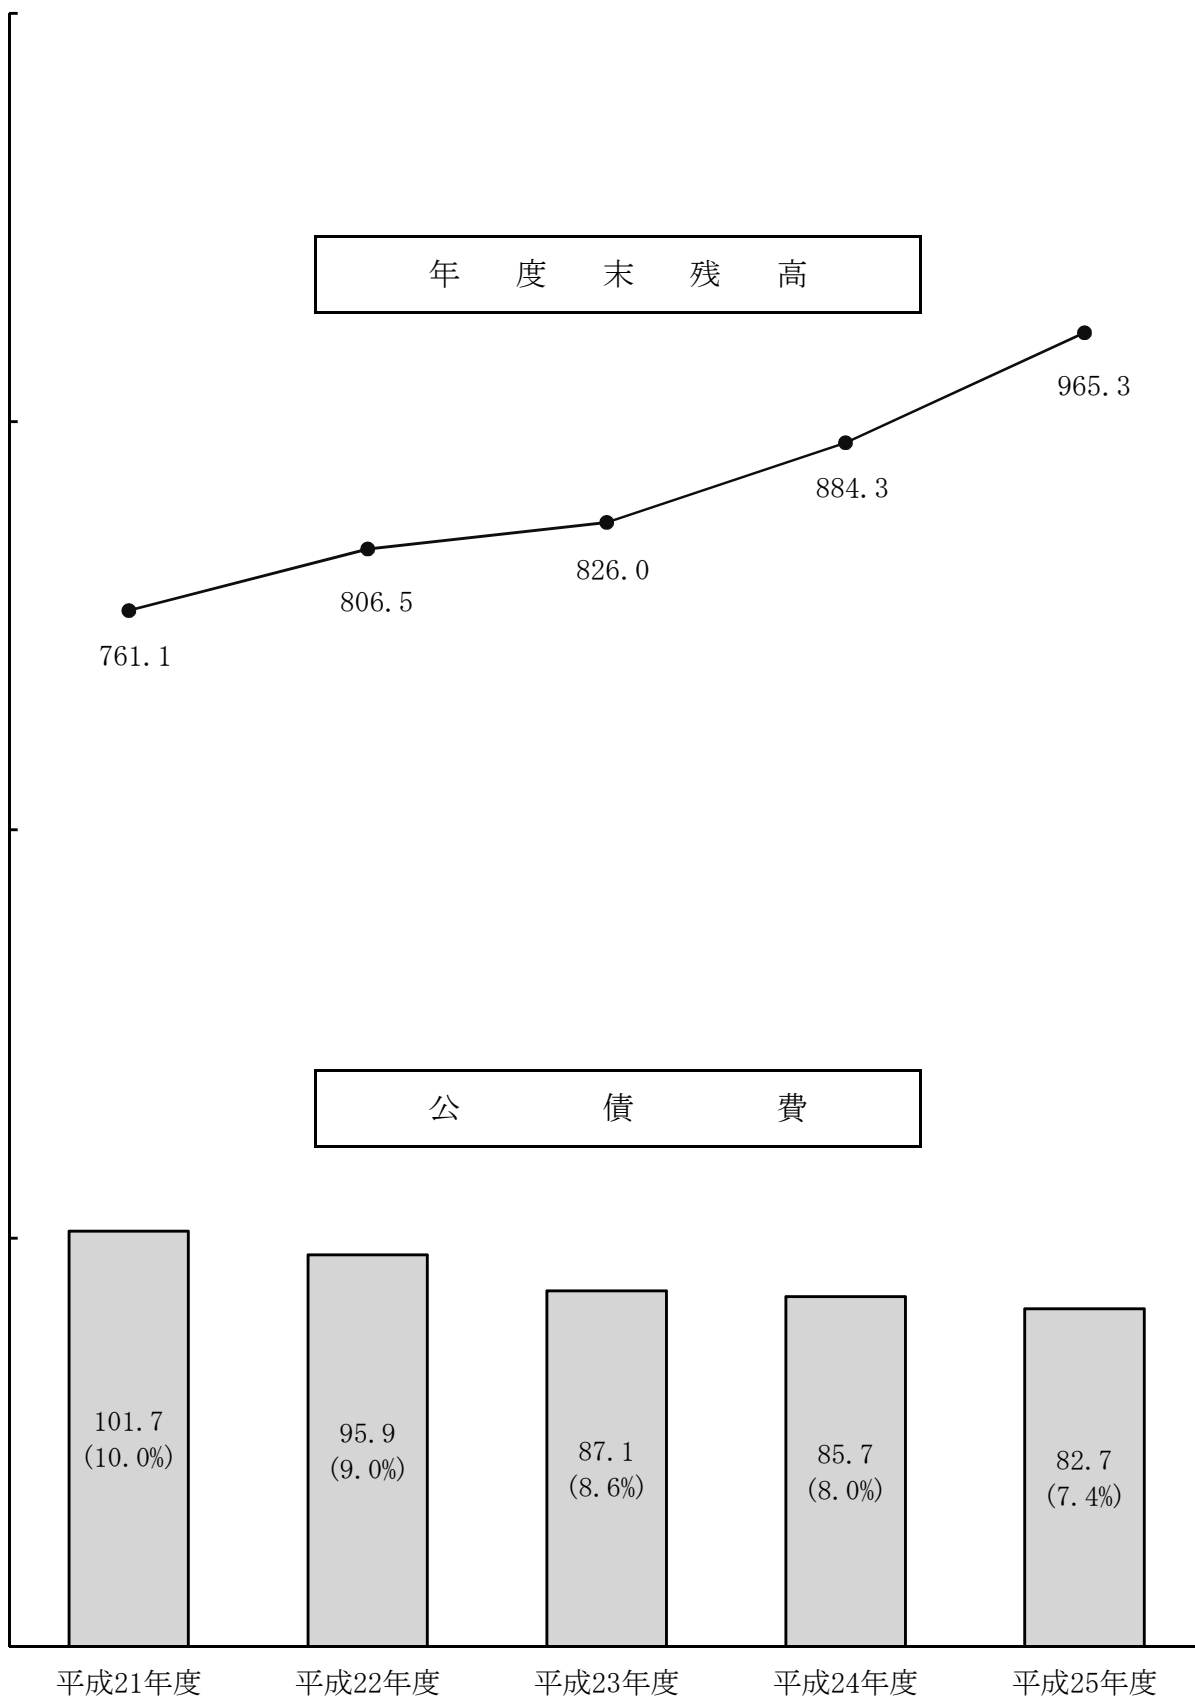 年度末残高
965.3
884.3
826.0
806.5
761.1
公債費
101.7
(10.0%)
95.9
(9.0%)
87.1
(8.6%)
85.7
(8.0%)
82.7
(7.4%)
平成21年度
平成22年度
平成23年度
平成24年度
平成25年度